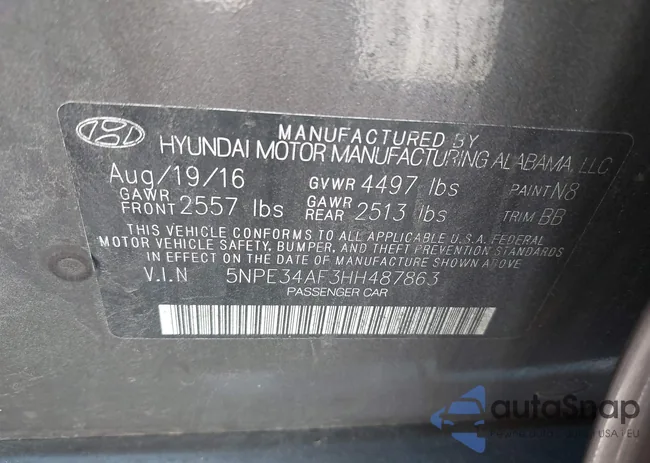 MANUFACTURED BY
HYUNDAI MOTOR MANUFACTURING ALABAMA, LLC
Aug/19/16 GVWR 4497 lbs PAINT N8
GAWR FRONT 2557 lbs GAWR REAR 2513 lbs TRIM BB
THIS VEHICLE CONFORMS TO ALL APPLICABLE U.S.A. FEDERAL
MOTOR VEHICLE SAFETY, BUMPER, AND THEFT PREVENTION STANDARDS
IN EFFECT ON THE DATE OF MANUFACTURE SHOWN ABOVE.
V.I.N 5NPE34AF3HH487863
PASSENGER CAR
autoSnap